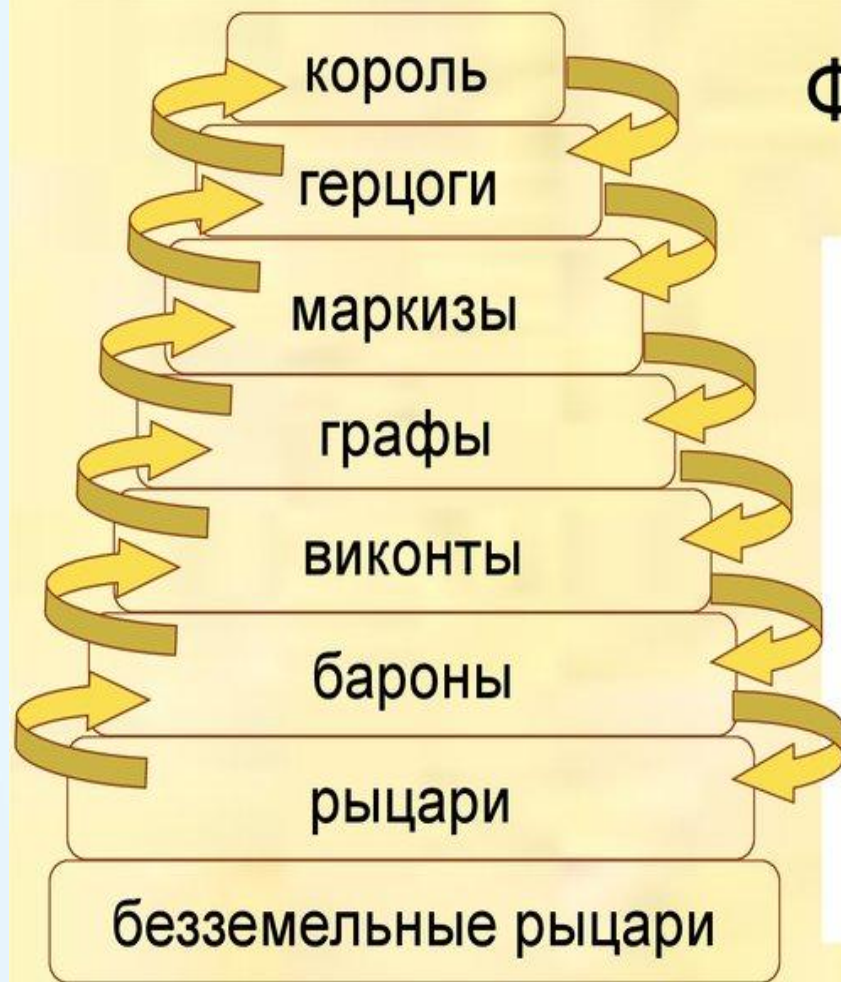 король
герцоги
маркизы
графы
виконты
бароны
рыцари
безземельные рыцари